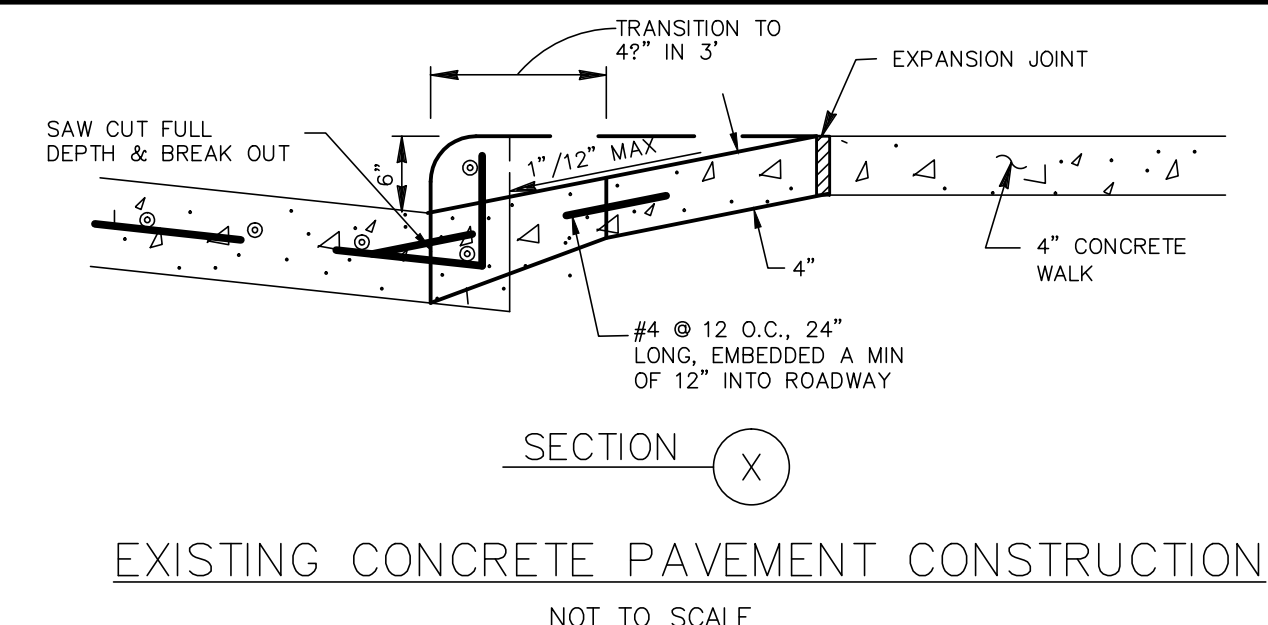 TRANSITION TO
4?" IN 3'
EXPANSION JOINT
SAW CUT FULL
DEPTH & BREAK OUT
6"
1"/12" MAX
4" CONCRETE
WALK
4"
#4 @ 12 O.C., 24"
LONG, EMBEDDED A MIN
OF 12" INTO ROADWAY
SECTION X
EXISTING CONCRETE PAVEMENT CONSTRUCTION
NOT TO SCALE